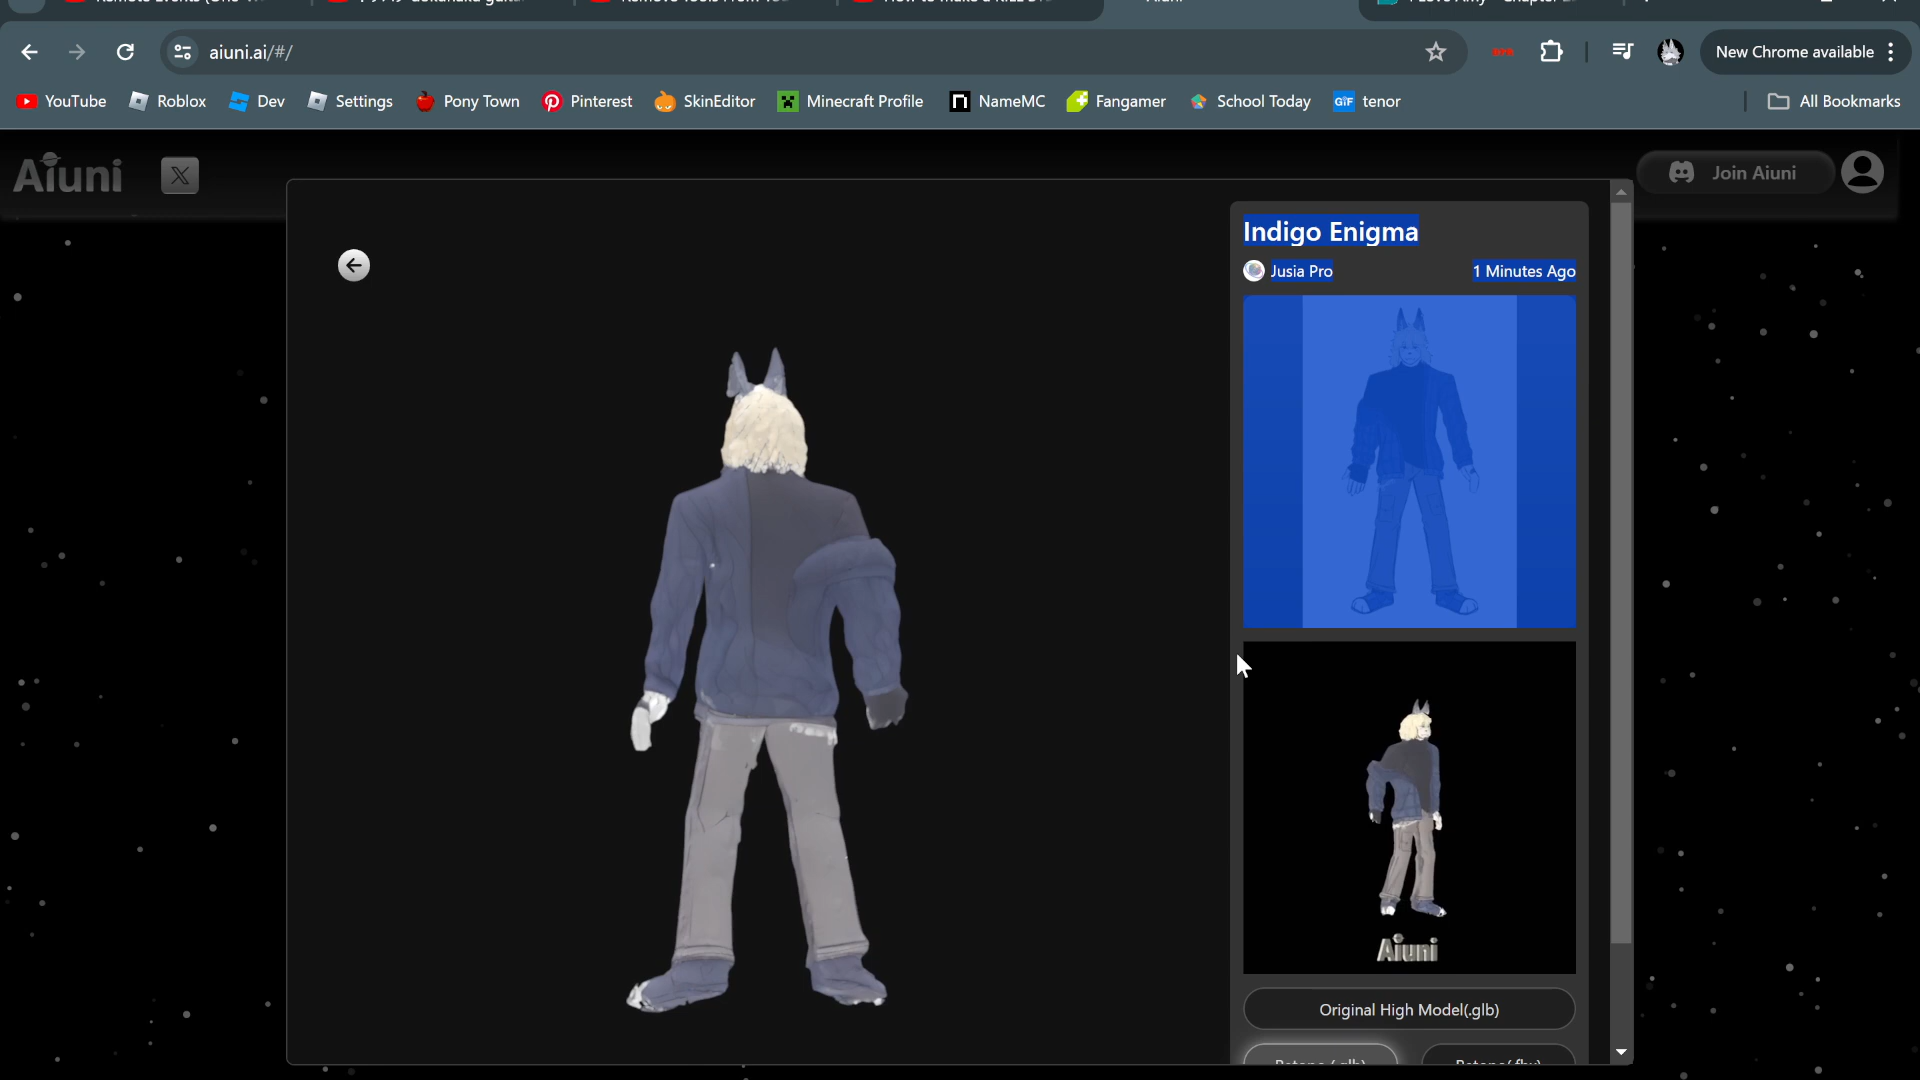 aiuni.ai/#/
New Chrome available
YouTube
Roblox
Dev
Settings
Pony Town
Pinterest
SkinEditor
Minecraft Profile
NameMC
Fangamer
School Today
GIF
tenor
All Bookmarks
Aiuni
X
Join Aiuni
Indigo Enigma
Jusia Pro
1 Minutes Ago
Aiuni
Original High Model(.glb)